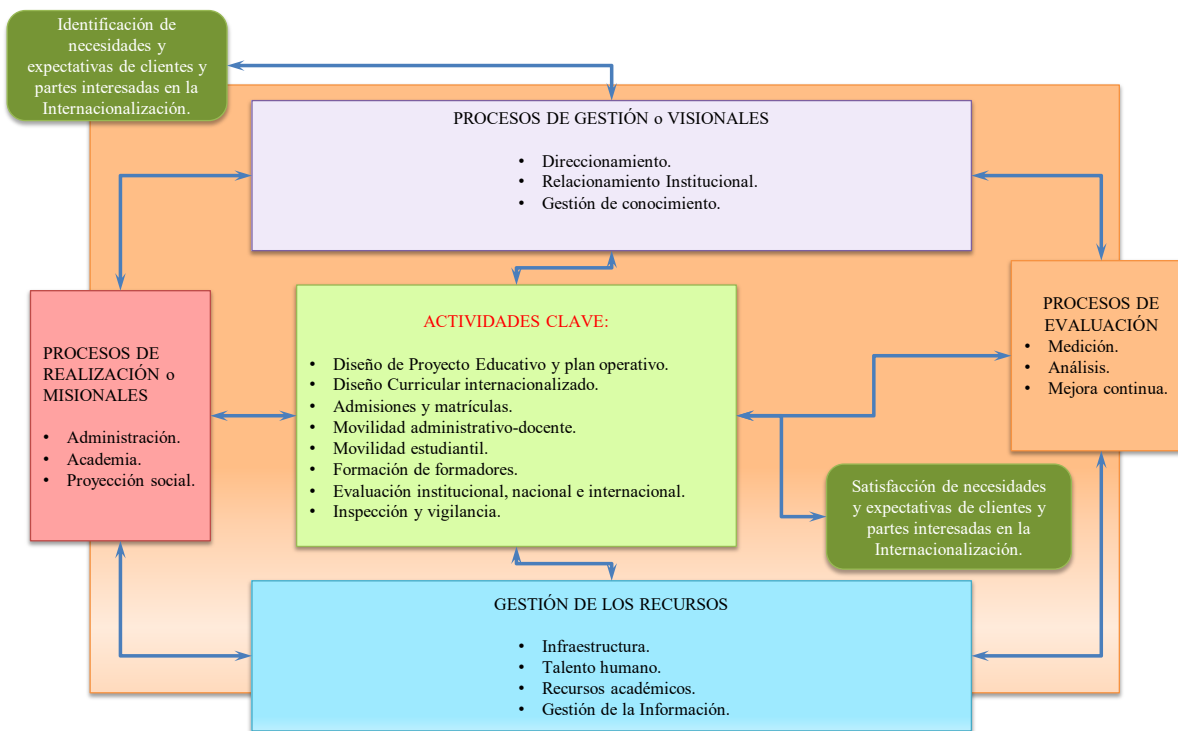 Identificación de
necesidades y
expectativas de clientes y
partes interesadas en la
Internacionalización.
PROCESOS DE GESTIÓN o VISIONALES
• Direccionamiento.
• Relacionamiento Institucional.
• Gestión de conocimiento.
PROCESOS DE
REALIZACIÓN o
MISIONALES
• Administración.
• Academia.
• Proyección social.
ACTIVIDADES CLAVE:
• Diseño de Proyecto Educativo y plan operativo.
• Diseño Curricular internacionalizado.
• Admisiones y matrículas.
• Movilidad administrativo-docente.
• Movilidad estudiantil.
• Formación de formadores.
• Evaluación institucional, nacional e internacional.
• Inspección y vigilancia.
PROCESOS DE
EVALUACIÓN
• Medición.
• Análisis.
• Mejora continua.
Satisfacción de necesidades
y expectativas de clientes y
partes interesadas en la
Internacionalización.
GESTIÓN DE LOS RECURSOS
• Infraestructura.
• Talento humano.
• Recursos académicos.
• Gestión de la Información.